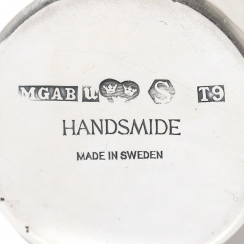 MGAB u S T9
HANDSMIDE
MADE IN SWEDEN